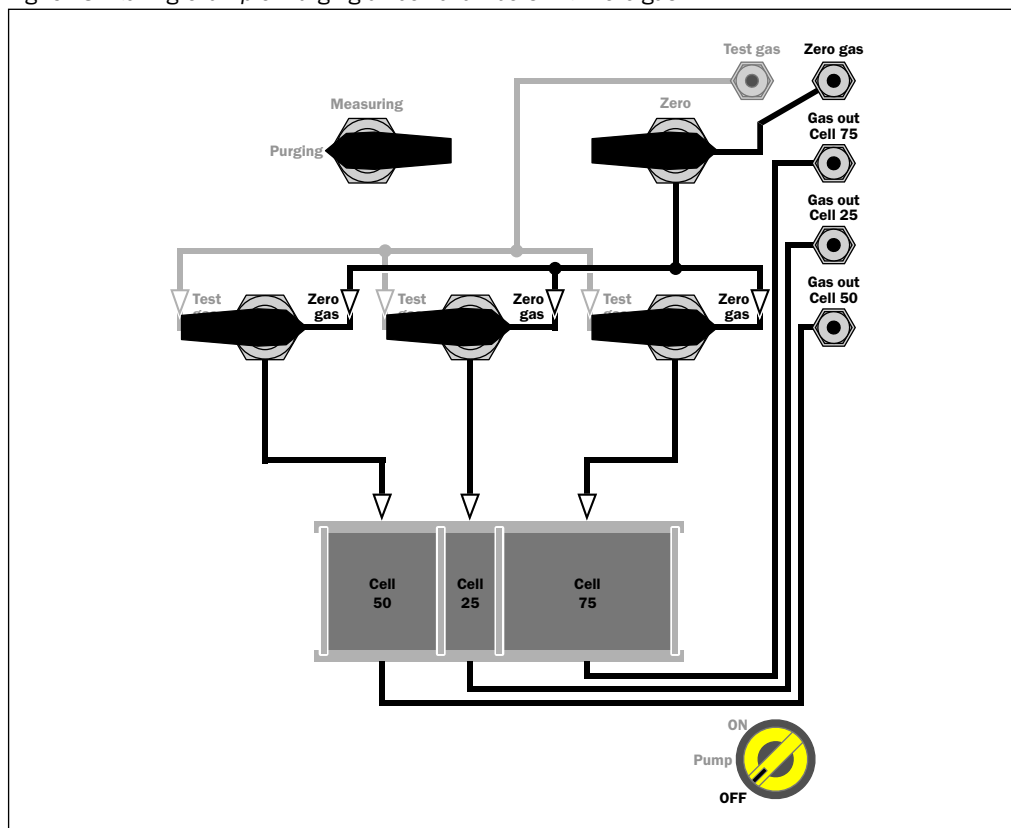 Test gas
Zero gas
Measuring
Zero
Purging
Gas out
Cell 75
Gas out
Cell 25
Gas out
Cell 50
Test
Zero
gas
Test
Zero
gas
Test
Zero
gas
Cell
50
Cell
25
Cell
75
ON
Pump
OFF